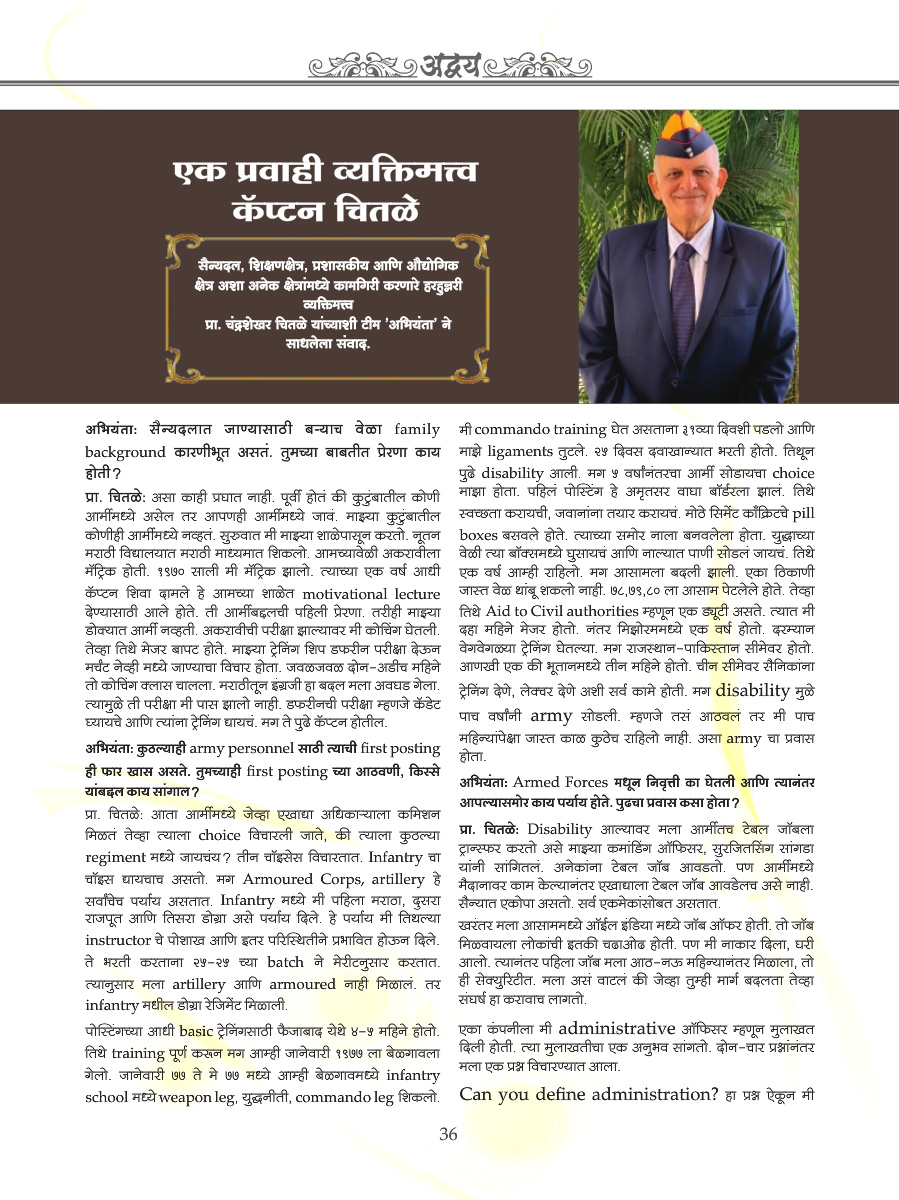 अद्वय
एक प्रवाही व्यक्तिमत्त्व
कॅप्टन चितळे
सैन्यदल, शिक्षणक्षेत्र, प्रशासकीय आणि औद्योगिक
क्षेत्र अशा अनेक क्षेत्रांमध्ये कामगिरी करणारे हरहुन्नरी
व्यक्तिमत्त्व
प्रा. चंद्रशेखर चितळे यांच्याशी टीम 'अभियंता' ने
साधलेला संवाद.
अभियंता: सैन्यदलात जाण्यासाठी बऱ्याच वेळा family
background कारणीभूत असतं. तुमच्या बाबतीत प्रेरणा काय
होती?
प्रा. चितळे: असा काही प्रघात नाही. पूर्वी होतं की कुटुंबातील कोणी
आर्मीमध्ये असेल तर आपणही आर्मीमध्ये जावं. माझ्या कुटुंबातील
कोणीही आर्मीमध्ये नव्हतं. सुरुवात मी माझ्या शाळेपासून करतो. नूतन
मराठी विद्यालयात मराठी माध्यमात शिकलो. आमच्यावेळी अकरावीला
मॅट्रिक होती. १९७० साली मी मॅट्रिक झालो. त्याच्या एक वर्ष आधी
कॅप्टन शिवा दामले हे आमच्या शाळेत motivational lecture
देण्यासाठी आले होते. ती आर्मीबद्दलची पहिली प्रेरणा. तरीही माझ्या
डोक्यात आर्मी नव्हती. अकरावीची परीक्षा झाल्यावर मी कोचिंग घेतली.
तेव्हा तिथे मेजर बापट होते. माझ्या ट्रेनिंग शिप डफरीन परीक्षा देऊन
मर्चंट नेव्ही मध्ये जाण्याचा विचार होता. जवळजवळ दोन-अडीच महिने
तो कोचिंग क्लास चालला. मराठीतून इंग्रजी हा बदल मला अवघड गेला.
त्यामुळे ती परीक्षा मी पास झालो नाही. डफरीनची परीक्षा म्हणजे कॅडेट
घ्यायचे आणि त्यांना ट्रेनिंग द्यायचं. मग ते पुढे कॅप्टन होतील.
अभियंता: कुठल्याही army personnel साठी त्याची first posting
ही फार खास असते. तुमच्याही first posting च्या आठवणी, किस्से
यांबद्दल काय सांगाल?
प्रा. चितळे: आता आर्मीमध्ये जेव्हा एखाद्या अधिकाऱ्याला कमिशन
मिळतं तेव्हा त्याला choice विचारली जाते, की त्याला कुठल्या
regiment मध्ये जायचंय? तीन चॉइसेस विचारतात. Infantry चा
चॉइस द्यायचाच असतो. मग Armoured Corps, artillery हे
सर्वांचेच पर्याय असतात. Infantry मध्ये मी पहिला मराठा, दुसरा
राजपूत आणि तिसरा डोग्रा असे पर्याय दिले. हे पर्याय मी तिथल्या
instructor चे पोशाख आणि इतर परिस्थितीने प्रभावित होऊन दिले.
ते भरती करताना २५-२५ च्या batch ने मेरीटनुसार करतात.
त्यानुसार मला artillery आणि armoured नाही मिळालं. तर
infantry मधील डोग्रा रेजिमेंट मिळाली.
पोस्टिंगच्या आधी basic ट्रेनिंगसाठी फैजाबाद येथे ४-५ महिने होतो.
तिथे training पूर्ण करून मग आम्ही जानेवारी १९७७ ला बेळगावला
गेलो. जानेवारी ७७ ते मे ७७ मध्ये आम्ही बेळगावमध्ये infantry
school मध्ये weapon leg, युद्धनीती, commando leg शिकलो.
मी commando training घेत असताना ३९व्या दिवशी पडलो आणि
माझे ligaments तुटले. २५ दिवस दवाखान्यात भरती होतो. तिथून
पुढे disability आली. मग ५ वर्षांनंतरचा आर्मी सोडायचा choice
माझा होता. पहिलं पोस्टिंग हे अमृतसर वाघा बॉर्डरला झालं. तिथे
स्वच्छता करायची, जवानांना तयार करायचं. मोठे सिमेंट काँक्रिटचे pill
boxes बसवले होते. त्याच्या समोर नाला बनवलेला होता. युद्धाच्या
वेळी त्या बॉक्समध्ये घुसायचं आणि नाल्यात पाणी सोडलं जायचं. तिथे
एक वर्ष आम्ही राहिलो. मग आसामला बदली झाली. एका ठिकाणी
जास्त वेळ थांबू शकलो नाही. ७८,७९,८० ला आसाम पेटलेले होते. तेव्हा
तिथे Aid to Civil authorities म्हणून एक ड्यूटी असते. त्यात मी
दहा महिने मेजर होतो. नंतर मिझोरममध्ये एक वर्ष होतो. दरम्यान
वेगवेगळ्या ट्रेनिंग घेतल्या. मग राजस्थान-पाकिस्तान सीमेवर होतो.
आणखी एक की भूतानमध्ये तीन महिने होतो. चीन सीमेवर सैनिकांना
ट्रेनिंग देणे, लेक्चर देणे अशी सर्व कामे होती. मग disability मुळे
पाच वर्षांनी army सोडली. म्हणजे तसं आठवलं तर मी पाच
महिन्यांपेक्षा जास्त काळ कुठेच राहिलो नाही. असा army चा प्रवास
होता.
अभियंता: Armed Forces मधून निवृत्ती का घेतली आणि त्यानंतर
आपल्यासमोर काय पर्याय होते. पुढचा प्रवास कसा होता?
प्रा. चितळे: Disability आल्यावर मला आर्मीतच टेबल जॉबला
ट्रान्स्फर करतो असे माझ्या कमांडिंग ऑफिसर, सुरजितसिंग सांगडा
यांनी सांगितलं. अनेकांना टेबल जॉब आवडतो. पण आर्मीमध्ये
मैदानावर काम केल्यानंतर एखाद्याला टेबल जॉब आवडेलच असे नाही.
सैन्यात एकोपा असतो. सर्व एकमेकांसोबत असतात.
खरंतर मला आसाममध्ये ऑईल इंडिया मध्ये जॉब ऑफर होती. तो जॉब
मिळवायला लोकांची इतकी चढाओढ होती. पण मी नाकार दिला, घरी
आलो. त्यानंतर पहिला जॉब मला आठ-नऊ महिन्यानंतर मिळाला, तो
ही सेक्युरिटीत. मला असं वाटलं की जेव्हा तुम्ही मार्ग बदलता तेव्हा
संघर्ष हा करावाच लागतो.
एका कंपनीला मी administrative ऑफिसर म्हणून मुलाखत
दिली होती. त्या मुलाखतीचा एक अनुभव सांगतो. दोन-चार प्रश्नांनंतर
मला एक प्रश्न विचारण्यात आला.
Can you define administration? हा प्रश्न ऐकून मी
36